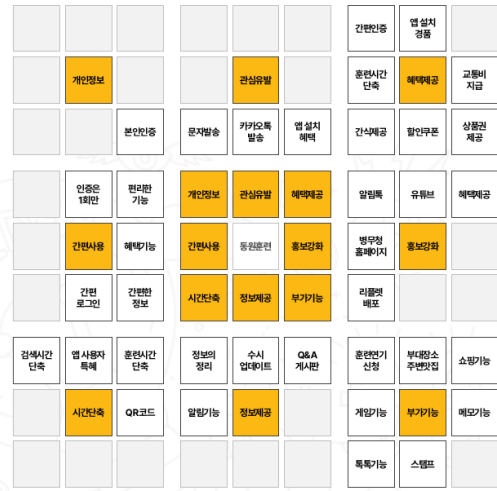 간편인증
앱 설치
경품
개인정보
관심유발
훈련시간
단축
혜택제공
교통비
지급
본인인증
문자발송
카카오톡
발송
앱 설치
혜택
간식제공
할인쿠폰
상품권
제공
인증은
1회만
편리한
기능
개인정보
관심유발
혜택제공
알림톡
유튜브
혜택제공
간편사용
혜택기능
간편사용
동원훈련
홍보강화
병무청
홈페이지
홍보강화
간편
로그인
간편한
정보
시간단축
정보제공
부가기능
리플렛
배포
검색시간
단축
앱 사용자
특혜
훈련시간
단축
정보의
정리
수시
업데이트
Q&A
게시판
훈련연기
신청
부대장소
주변맛집
쇼핑기능
시간단축
QR코드
알림기능
정보제공
게임기능
부가기능
메모기능
톡톡기능
스탬프